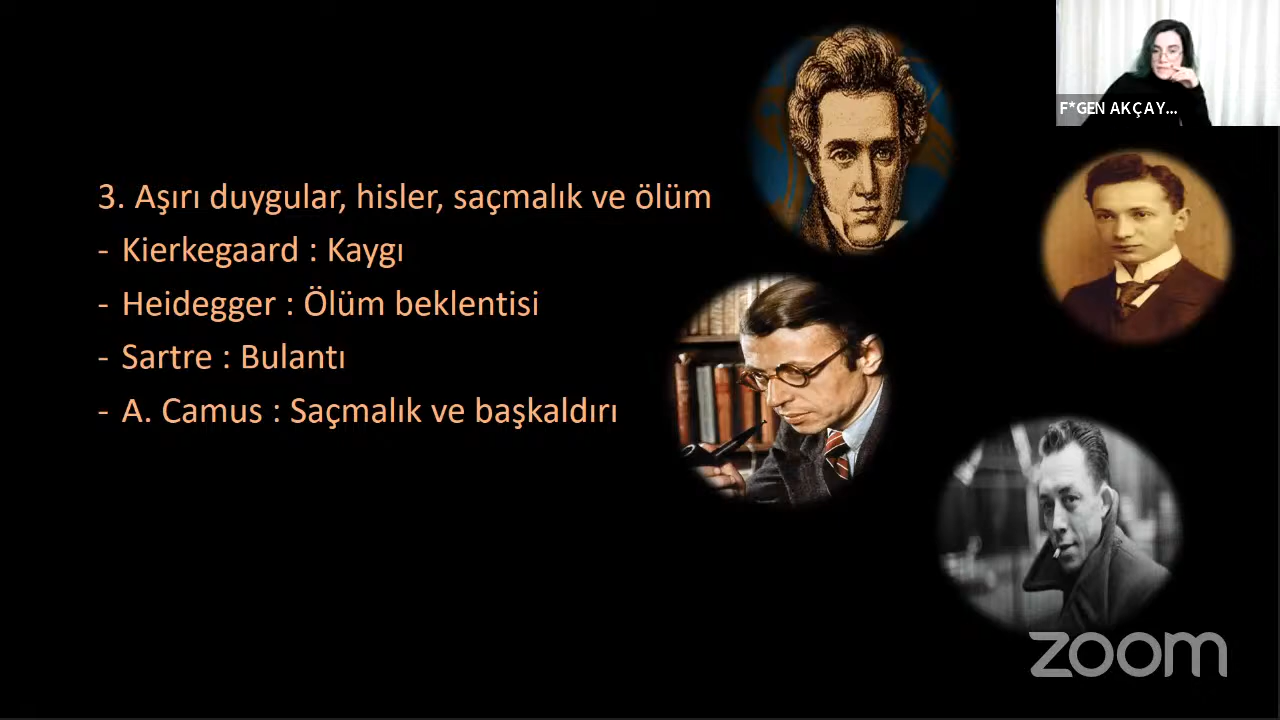 F*GEN AKÇAY...
3. Aşırı duygular, hisler, saçmalık ve ölüm
- Kierkegaard : Kaygı
- Heidegger : Ölüm beklentisi
- Sartre : Bulantı
- A. Camus : Saçmalık ve başkaldırı
zoom